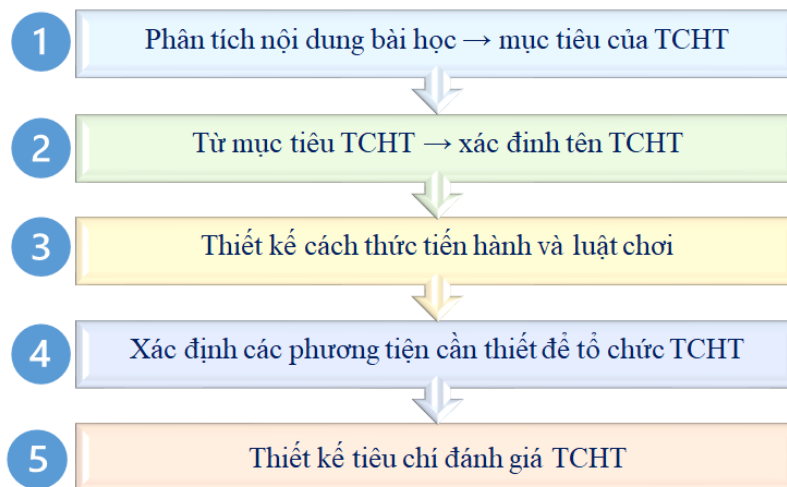 1 Phân tích nội dung bài học → mục tiêu của TCHT
2 Từ mục tiêu TCHT → xác đinh tên TCHT
3 Thiết kế cách thức tiến hành và luật chơi
4 Xác định các phương tiện cần thiết để tổ chức TCHT
5 Thiết kế tiêu chí đánh giá TCHT